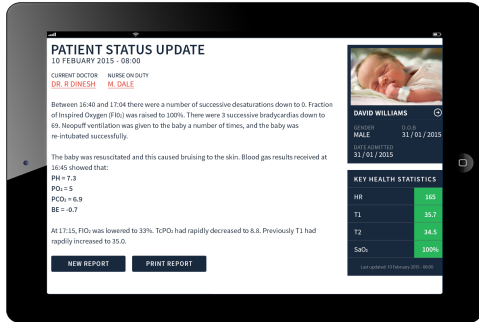 PATIENT STATUS UPDATE
10 FEBUARY 2015 - 08:00
CURRENT DOCTOR NURSE ON DUTY
DR. R DINESH M. DALE
Between 16:40 and 17:04 there were a number of successive desaturations down to 0. Fraction
of Inspired Oxygen (FI0₂) was raised to 100%. There were 3 successive bradycardias down to
69. Neopuff ventilation was given to the baby a number of times, and the baby was
re-intubated successfully.
The baby was resuscitated and this caused bruising to the skin. Blood gas results received at
16:45 showed that:
PH = 7.3
PO₂ = 5
PCO₂ = 6.9
BE = -0.7
At 17:15, FIO₂ was lowered to 33%. TcPO₂ had rapidly decreased to 8.8. Previously T1 had
rapdily increased to 35.0.
NEW REPORT PRINT REPORT
DAVID WILLIAMS
GENDER D.O.B
MALE 31 / 01 / 2015
DATE ADMITTED
31 / 01 / 2015
KEY HEALTH STATISTICS
HR 165
T1 35.7
T2 34.5
SaO₂ 100%
Last updated: 10 February 2015 - 08:00